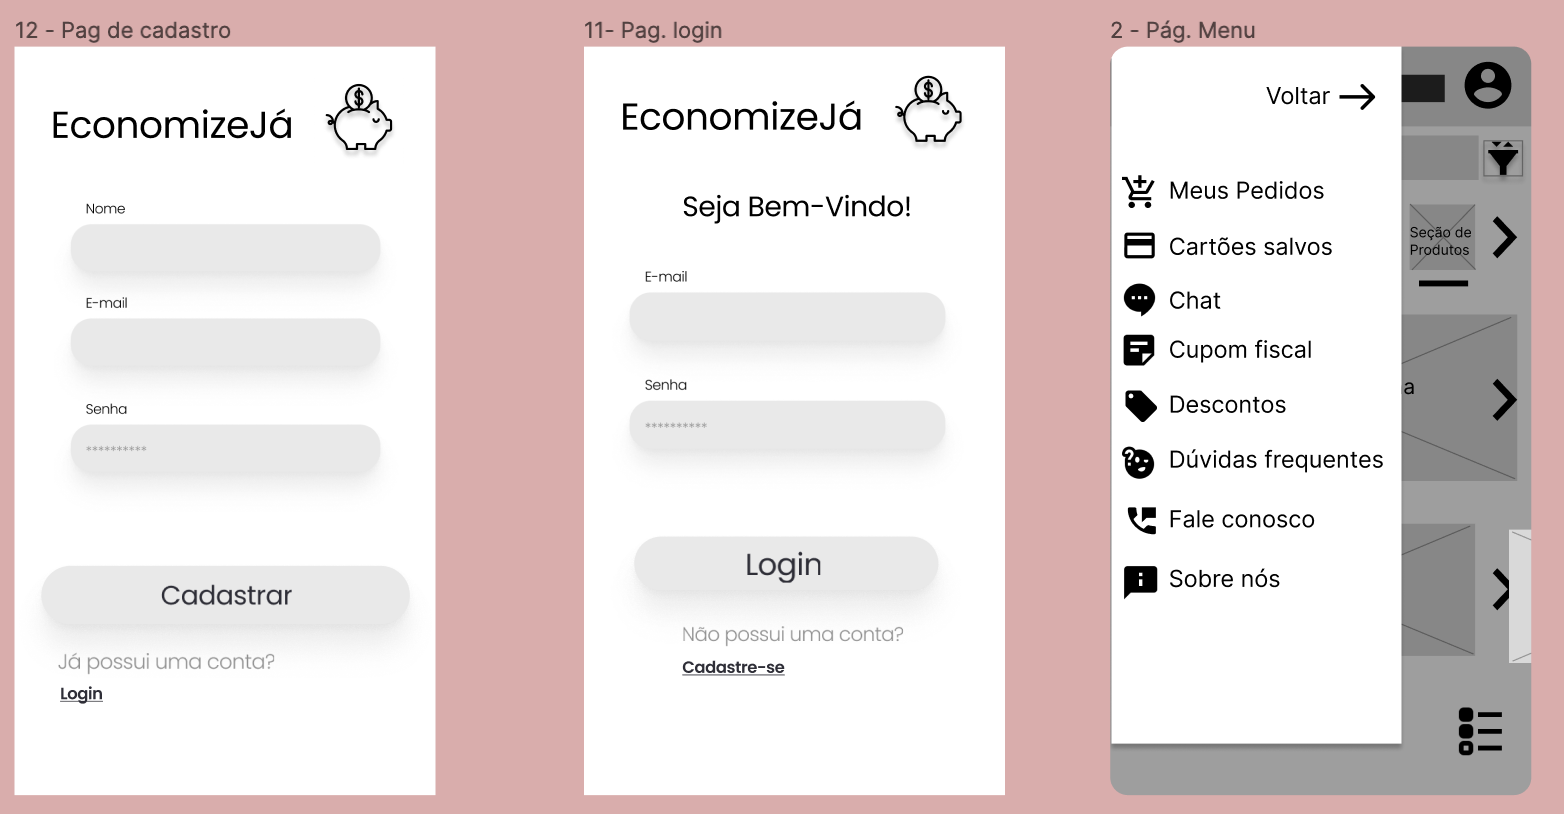 12 - Pag de cadastro
EconomizeJá
Nome
E-mail
Senha
**********
Cadastrar
Já possui uma conta?
Login
11- Pag. login
EconomizeJá
Seja Bem-Vindo!
E-mail
Senha
**********
Login
Não possui uma conta?
Cadastre-se
2 - Pág. Menu
Voltar
Meus Pedidos
Cartões salvos
Chat
Cupom fiscal
Descontos
Dúvidas frequentes
Fale conosco
Sobre nós
Seção de
Produtos
a